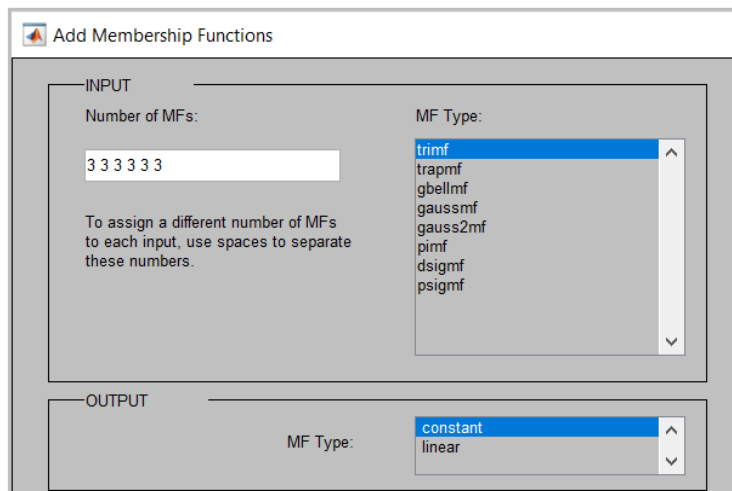 Add Membership Functions
INPUT
Number of MFs:
3 3 3 3 3 3
To assign a different number of MFs
to each input, use spaces to separate
these numbers.
MF Type:
trimf
trapmf
gbellmf
gaussmf
gauss2mf
pimf
dsigmf
psigmf
OUTPUT
MF Type:
constant
linear